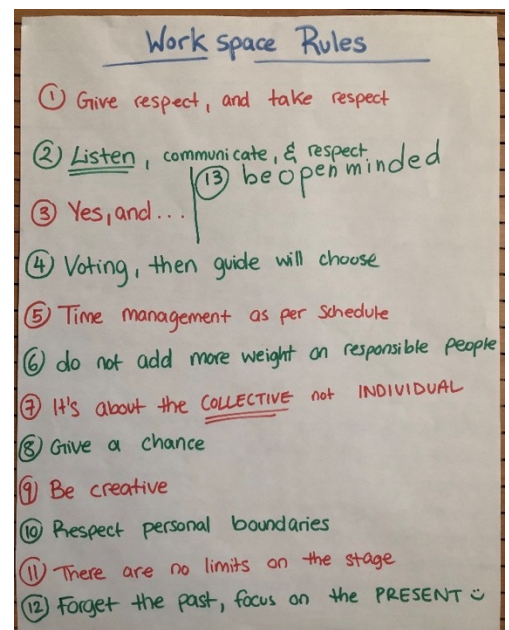 Work space Rules
① Give respect, and take respect
② Listen, communicate, & respect
⑬ be open minded
③ Yes, and...
④ Voting, then guide will choose
⑤ Time management as per schedule
⑥ do not add more weight on responsible people
⑦ It's about the COLLECTIVE not INDIVIDUAL
⑧ Give a chance
⑨ Be creative
⑩ Respect personal boundaries
⑪ There are no limits on the stage
⑫ Forget the past, focus on the PRESENT ☺